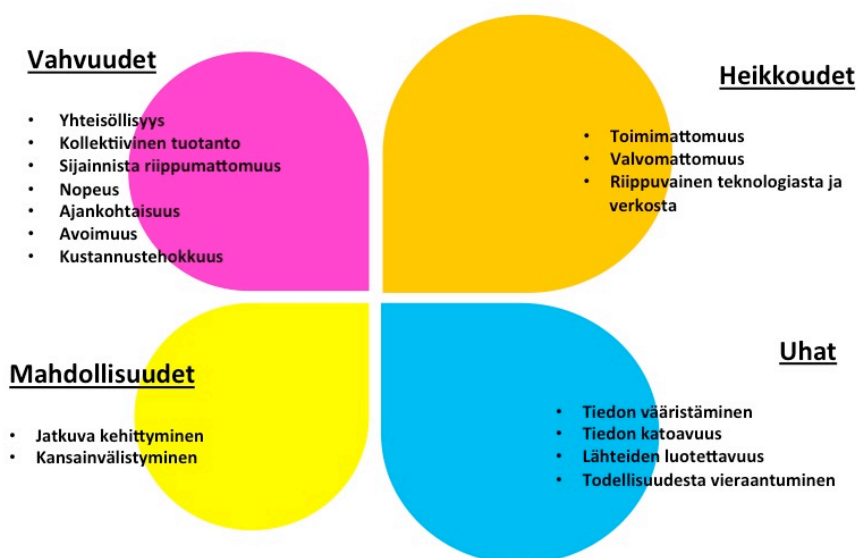 Vahvuudet
• Yhteisöllisyys
• Kollektiivinen tuotanto
• Sijainnista riippumattomuus
• Nopeus
• Ajankohtaisuus
• Avoimuus
• Kustannustehokkuus
Heikkoudet
• Toimimattomuus
• Valvomattomuus
• Riippuvainen teknologiasta ja
verkosta
Mahdollisuudet
• Jatkuva kehittyminen
• Kansainvälistyminen
Uhat
• Tiedon vääristäminen
• Tiedon katoavuus
• Lähteiden luotettavuus
• Todellisuudesta vieraantuminen